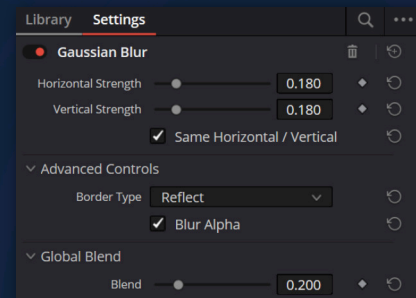 Library Settings
Gaussian Blur
Horizontal Strength 0.180
Vertical Strength 0.180
Same Horizontal / Vertical
Advanced Controls
Border Type Reflect
Blur Alpha
Global Blend
Blend 0.200